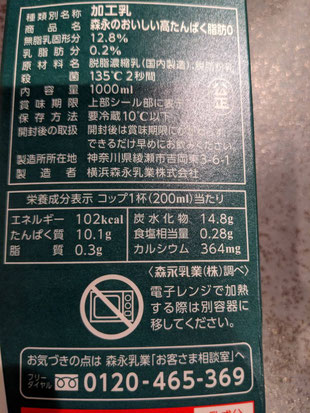 種類別名称 加工乳
商品名 森永のおいしい高たんぱく脂肪0
無脂乳固形分 12.8%
乳脂肪分 0.2%
原材料名 脱脂濃縮乳(国内製造)、脱脂粉乳
殺菌 135℃2秒間
内容量 1000ml
賞味期限 上部シール部に表示
保存方法 要冷蔵10℃以下
開封後の取扱 開封後は賞味期限に
できるだけ早めにお飲みください。
製造所所在地 神奈川県綾瀬市吉岡東3-6-1
製造者 横浜森永乳業株式会社
公正
栄養成分表示 コップ1杯(200ml)当たり
エネルギー 102kcal 炭水化物 14.8g
たんぱく質 10.1g 食塩相当量 0.28g
脂質 0.3g カルシウム 364mg
〈森永乳業(株)調べ〉
電子レンジで加熱
する際は別容器に
移してください。
お気づきの点は 森永乳業「お客さま相談室」へ
フリーダイヤル 0120-465-369